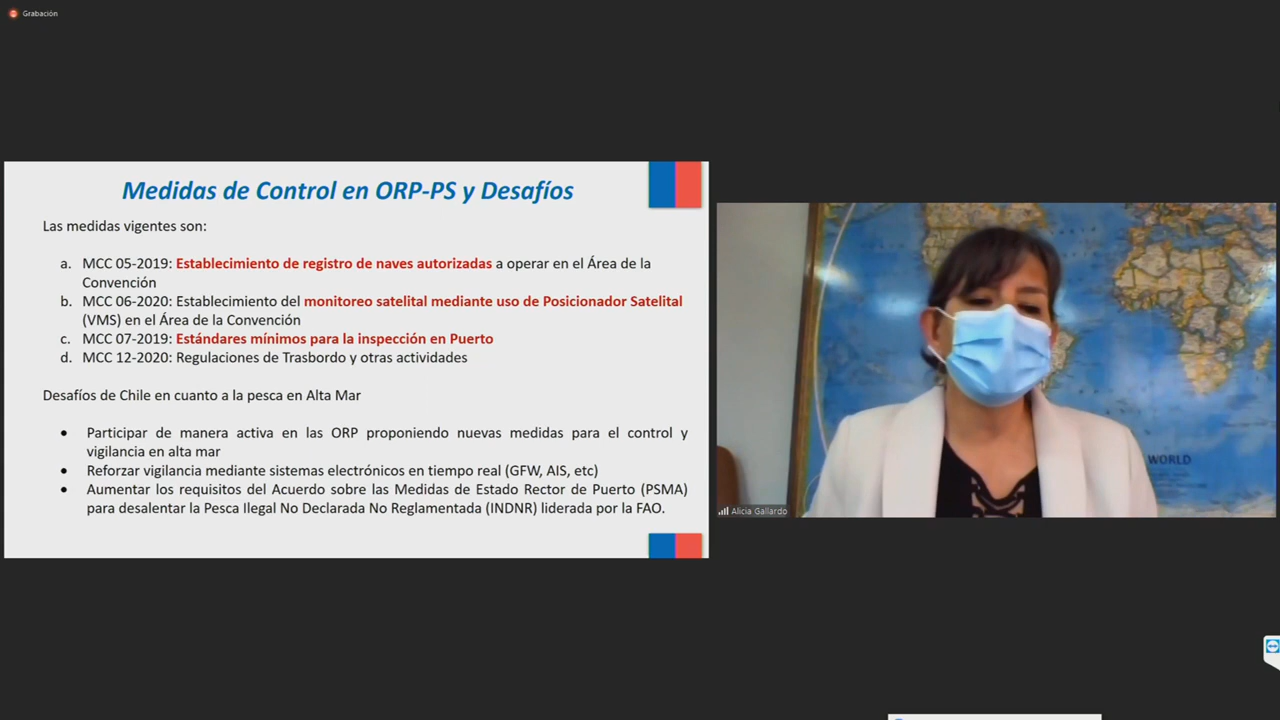 Grabación
Medidas de Control en ORP-PS y Desafíos
Las medidas vigentes son:
a. MCC 05-2019: Establecimiento de registro de naves autorizadas a operar en el Área de la
Convención
b. MCC 06-2020: Establecimiento del monitoreo satelital mediante uso de Posicionador Satelital
(VMS) en el Área de la Convención
c. MCC 07-2019: Estándares mínimos para la inspección en Puerto
d. MCC 12-2020: Regulaciones de Trasbordo y otras actividades
Desafíos de Chile en cuanto a la pesca en Alta Mar
• Participar de manera activa en las ORP proponiendo nuevas medidas para el control y
vigilancia en alta mar
• Reforzar vigilancia mediante sistemas electrónicos en tiempo real (GFW, AIS, etc)
• Aumentar los requisitos del Acuerdo sobre las Medidas de Estado Rector de Puerto (PSMA)
para desalentar la Pesca Ilegal No Declarada No Reglamentada (INDNR) liderada por la FAO.
WORLD
Alicia Gallardo